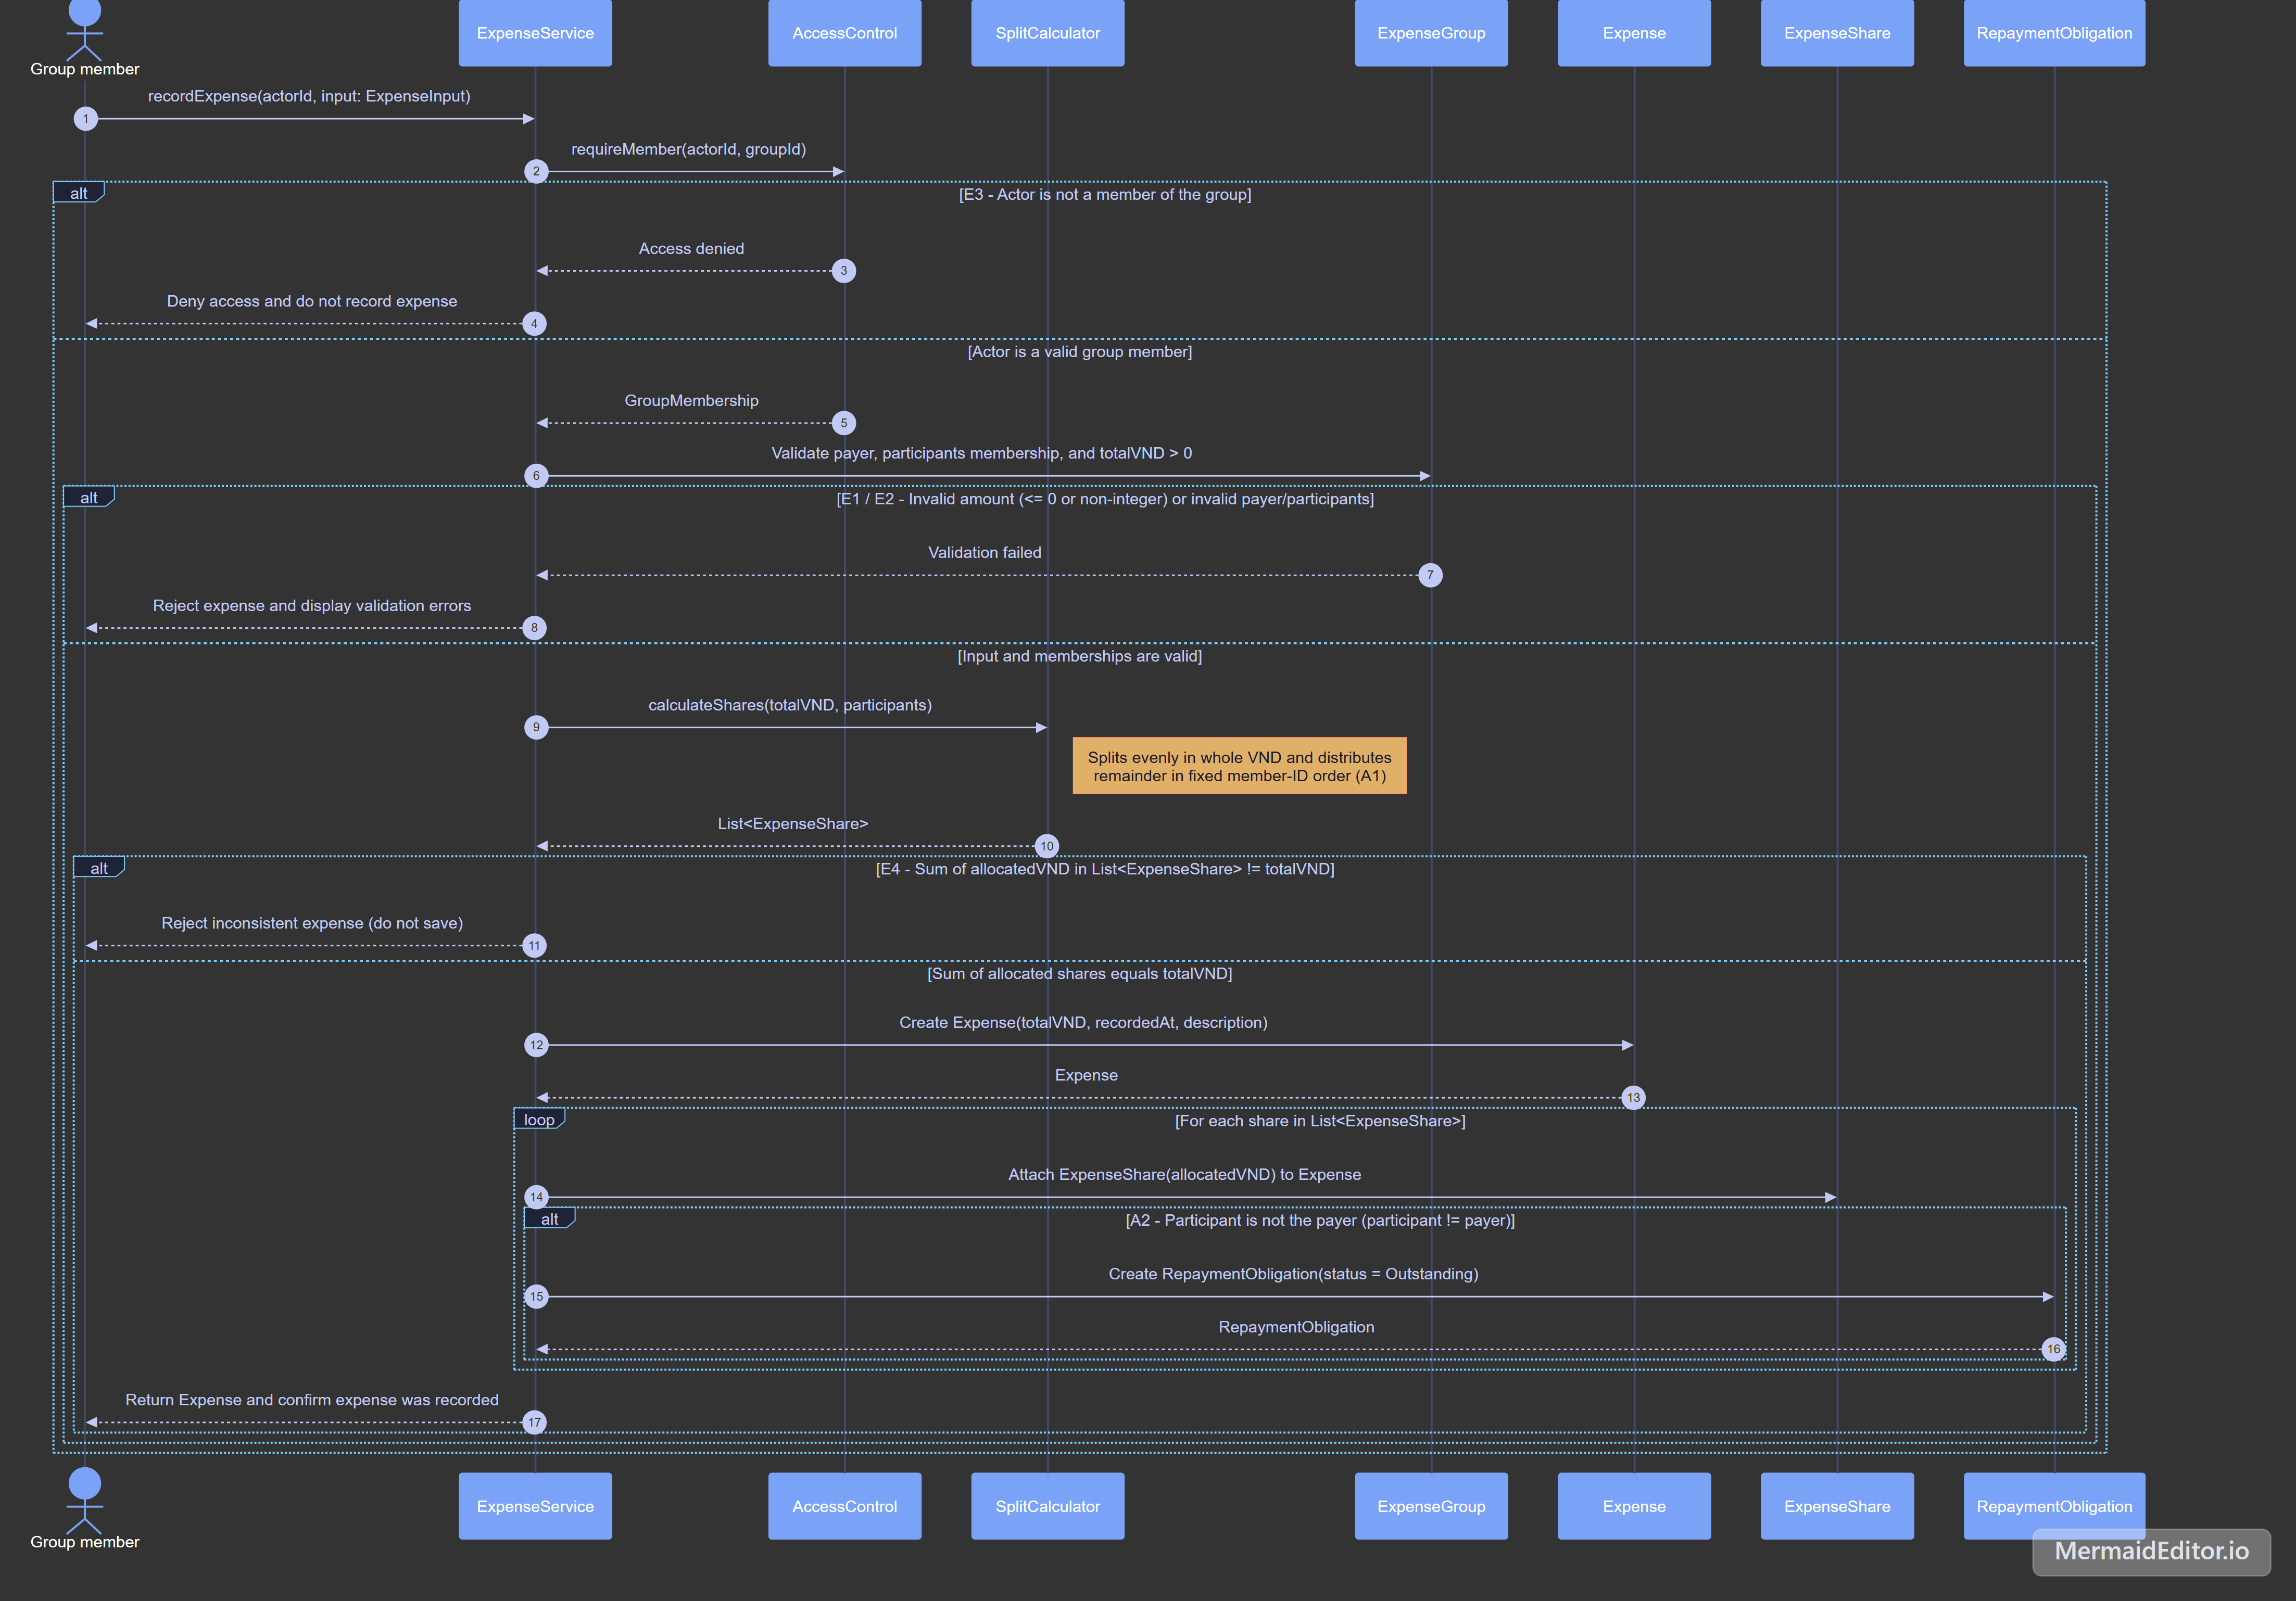 ExpenseService
AccessControl
SplitCalculator
ExpenseGroup
Expense
ExpenseShare
RepaymentObligation
Group member
recordExpense(actorId, input: ExpenseInput)
1
requireMember(actorId, groupId)
2
alt
[E3 - Actor is not a member of the group]
Access denied
3
Deny access and do not record expense
4
[Actor is a valid group member]
GroupMembership
5
Validate payer, participants membership, and totalVND > 0
6
alt
[E1 / E2 - Invalid amount (<= 0 or non-integer) or invalid payer/participants]
Validation failed
7
Reject expense and display validation errors
8
[Input and memberships are valid]
calculateShares(totalVND, participants)
9
Splits evenly in whole VND and distributes
remainder in fixed member-ID order (A1)
List<ExpenseShare>
10
alt
[E4 - Sum of allocatedVND in List<ExpenseShare> != totalVND]
Reject inconsistent expense (do not save)
11
[Sum of allocated shares equals totalVND]
Create Expense(totalVND, recordedAt, description)
12
Expense
13
loop
[For each share in List<ExpenseShare>]
Attach ExpenseShare(allocatedVND) to Expense
14
alt
[A2 - Participant is not the payer (participant != payer)]
Create RepaymentObligation(status = Outstanding)
15
RepaymentObligation
16
Return Expense and confirm expense was recorded
17
ExpenseService
AccessControl
SplitCalculator
ExpenseGroup
Expense
ExpenseShare
RepaymentObligation
Group member
MermaidEditor.io